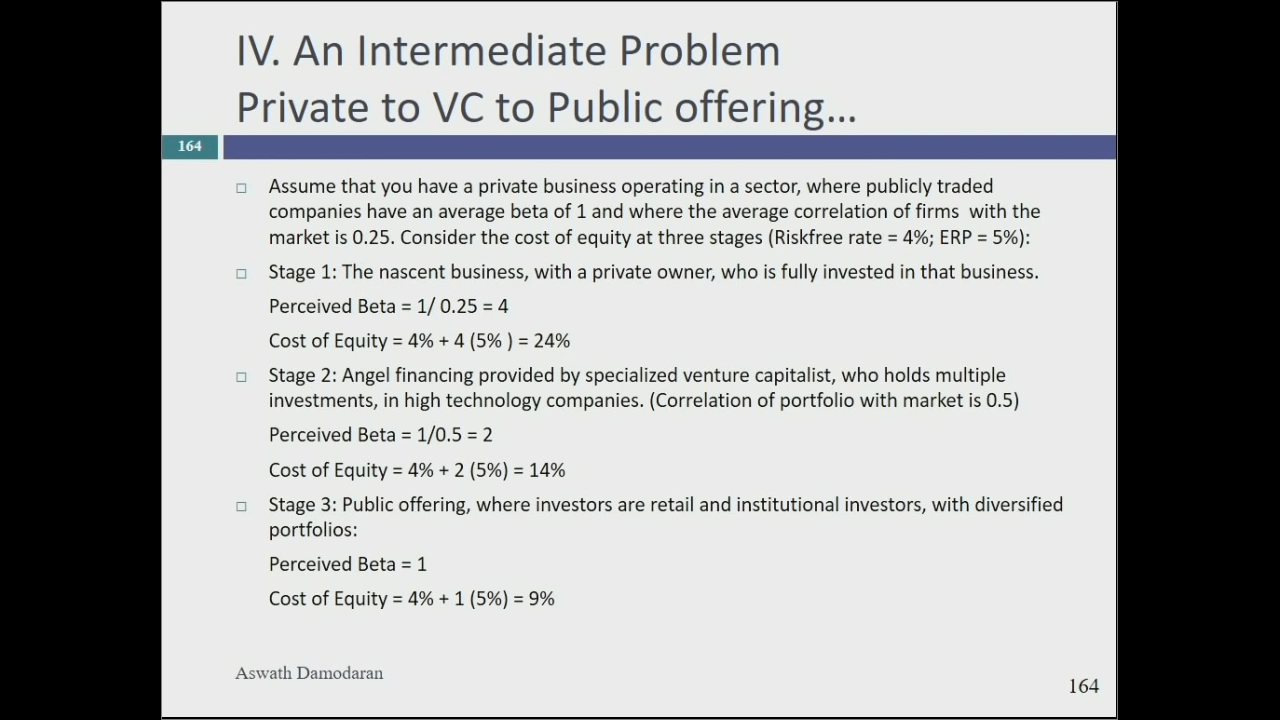 IV. An Intermediate Problem
Private to VC to Public offering...
164
□ Assume that you have a private business operating in a sector, where publicly traded
companies have an average beta of 1 and where the average correlation of firms  with the
market is 0.25. Consider the cost of equity at three stages (Riskfree rate = 4%; ERP = 5%):
□ Stage 1: The nascent business, with a private owner, who is fully invested in that business.
Perceived Beta = 1/ 0.25 = 4
Cost of Equity = 4% + 4 (5% ) = 24%
□ Stage 2: Angel financing provided by specialized venture capitalist, who holds multiple
investments, in high technology companies. (Correlation of portfolio with market is 0.5)
Perceived Beta = 1/0.5 = 2
Cost of Equity = 4% + 2 (5%) = 14%
□ Stage 3: Public offering, where investors are retail and institutional investors, with diversified
portfolios:
Perceived Beta = 1
Cost of Equity = 4% + 1 (5%) = 9%
Aswath Damodaran
164